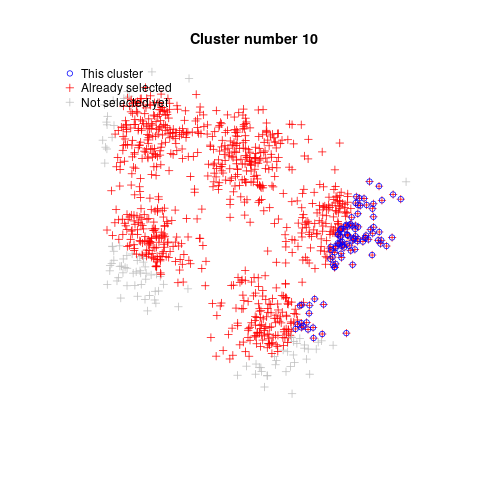 Cluster number 10
This cluster
Already selected
Not selected yet